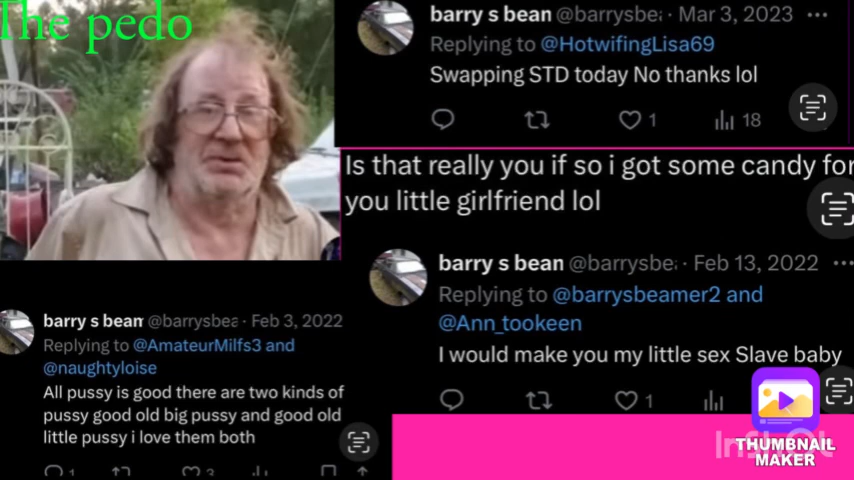 The pedo
barry s bean @barrysbe · Mar 3, 2023
Replying to @HotwifingLisa69
Swapping STD today No thanks lol
1
18
Is that really you if so i got some candy for
you little girlfriend lol
barry s bean @barrysbe · Feb 13, 2022
Replying to @barrysbeamer2 and
@Ann_tookeen
I would make you my little sex Slave baby
1
barry s bean @barrysbea · Feb 3, 2022
Replying to @AmateurMilfs3 and
@naughtyloise
All pussy is good there are two kinds of
pussy good old big pussy and good old
little pussy i love them both
1
3
THUMBNAIL
MAKER